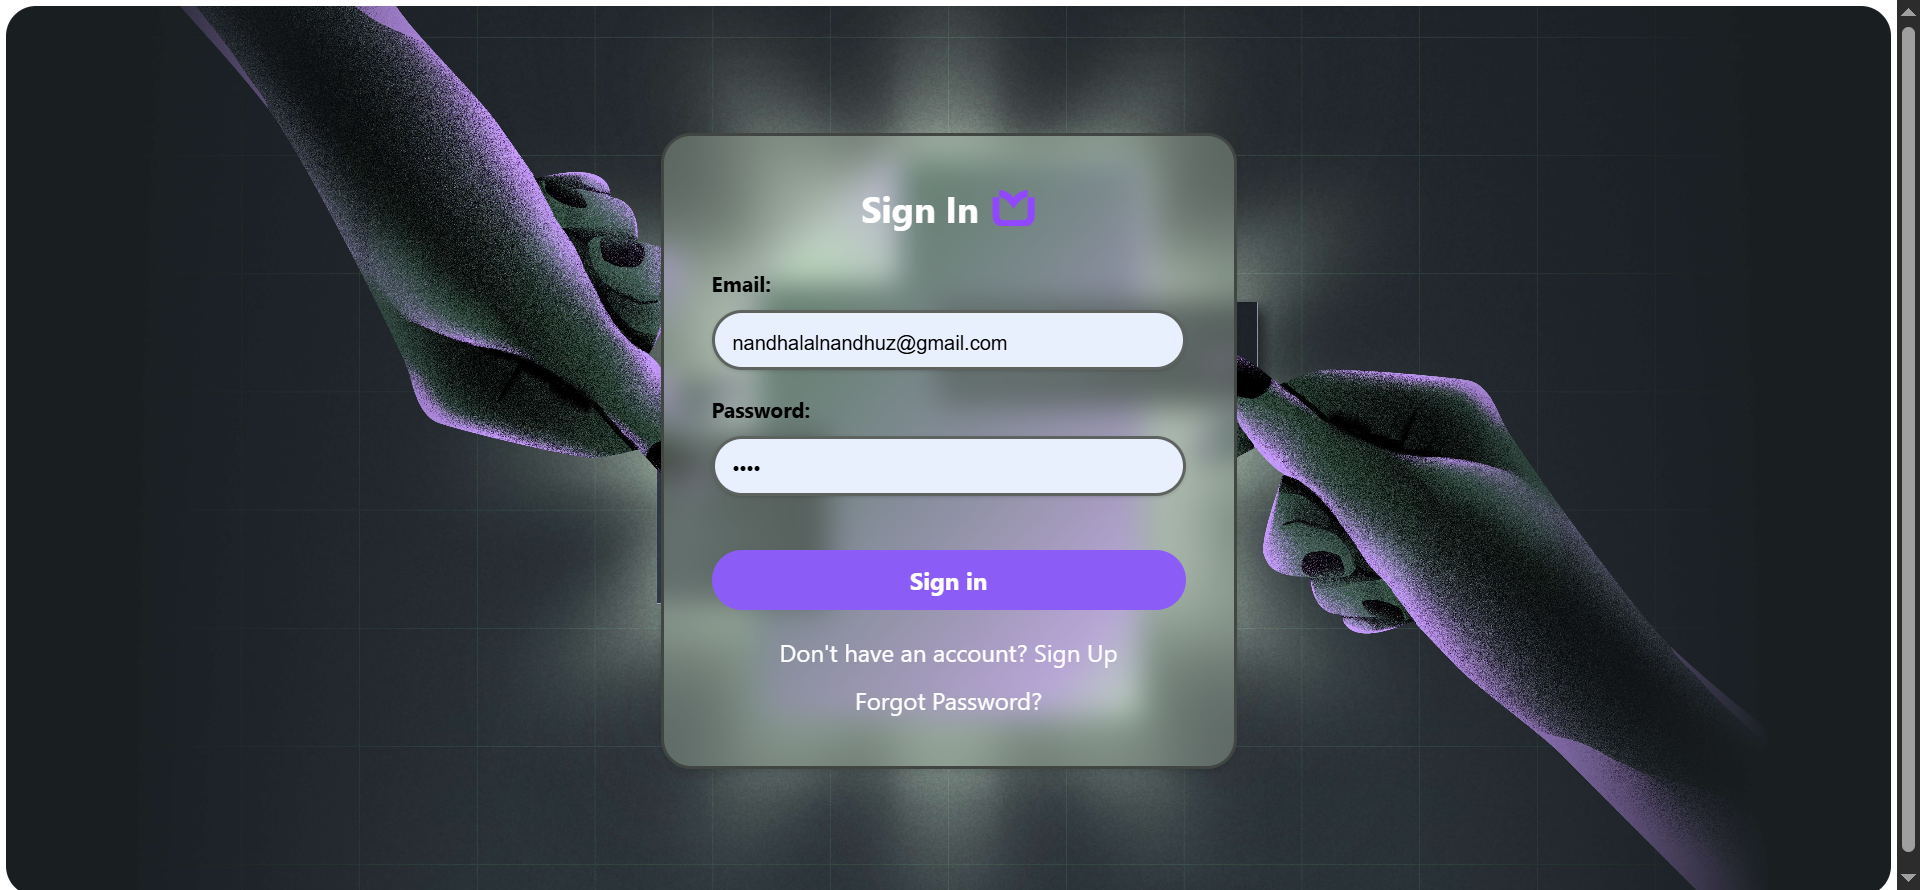 Sign In
Email:
nandhalalnandhuz@gmail.com
Password:
••••
Sign in
Don't have an account? Sign Up
Forgot Password?